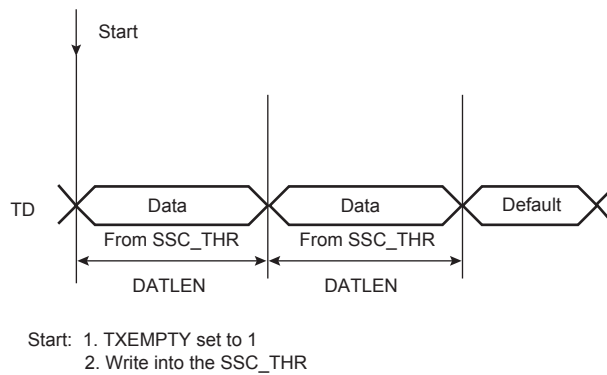 Start
TD
Data
Data
Default
From SSC_THR
From SSC_THR
DATLEN
DATLEN
Start: 1. TXEMPTY set to 1
2. Write into the SSC_THR